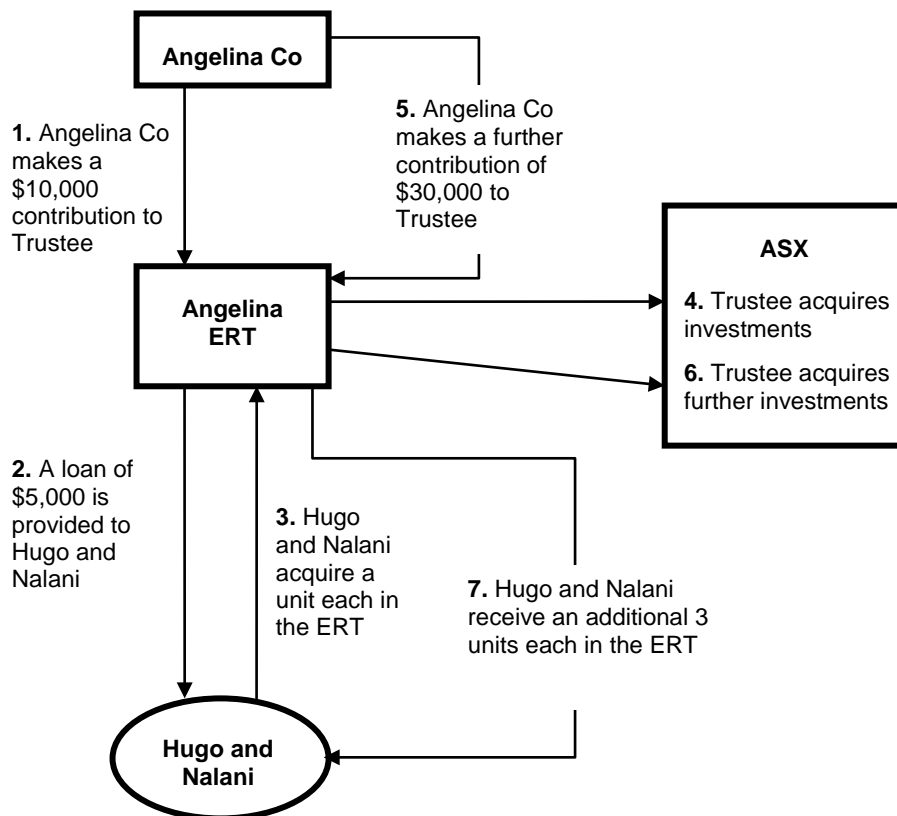 Angelina Co
1. Angelina Co
makes a
$10,000
contribution to
Trustee
5. Angelina Co
makes a further
contribution of
$30,000 to
Trustee
Angelina
ERT
ASX
4. Trustee acquires
investments
6. Trustee acquires
further investments
2. A loan of
$5,000 is
provided to
Hugo and
Nalani
3. Hugo
and Nalani
acquire a
unit each in
the ERT
7. Hugo and Nalani
receive an additional 3
units each in the ERT
Hugo and
Nalani